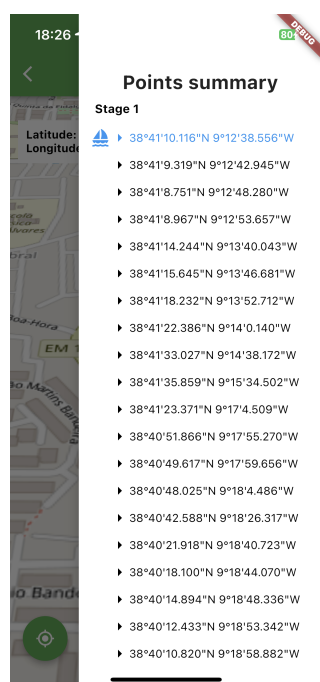 18:26
80
DEBUG
Points summary
Stage 1
Latitude:
Longitude
38°41'10.116"N 9°12'38.556"W
38°41'9.319"N 9°12'42.945"W
38°41'8.751"N 9°12'48.280"W
38°41'8.967"N 9°12'53.657"W
38°41'14.244"N 9°13'40.043"W
38°41'15.645"N 9°13'46.681"W
38°41'18.232"N 9°13'52.712"W
38°41'22.386"N 9°14'0.140"W
38°41'33.027"N 9°14'38.172"W
38°41'35.859"N 9°15'34.502"W
38°41'23.371"N 9°17'4.509"W
38°40'51.866"N 9°17'55.270"W
38°40'49.617"N 9°17'59.656"W
38°40'48.025"N 9°18'4.486"W
38°40'42.588"N 9°18'26.317"W
38°40'21.918"N 9°18'40.723"W
38°40'18.100"N 9°18'44.070"W
38°40'14.894"N 9°18'48.336"W
38°40'12.433"N 9°18'53.342"W
38°40'10.820"N 9°18'58.882"W
oa-Hora
EM 1
o Martins Bande
io Bande